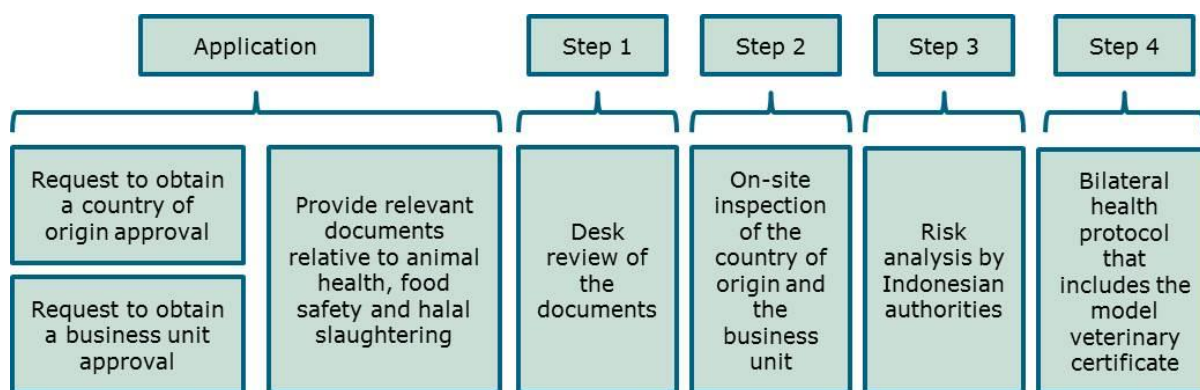 Application
Step 1
Step 2
Step 3
Step 4
Request to obtain
a country of
origin approval
Request to obtain
a business unit
approval
Provide relevant
documents
relative to animal
health, food
safety and halal
slaughtering
Desk
review of
the
documents
On-site
inspection
of the
country of
origin and
the
business
unit
Risk
analysis by
Indonesian
authorities
Bilateral
health
protocol
that
includes the
model
veterinary
certificate